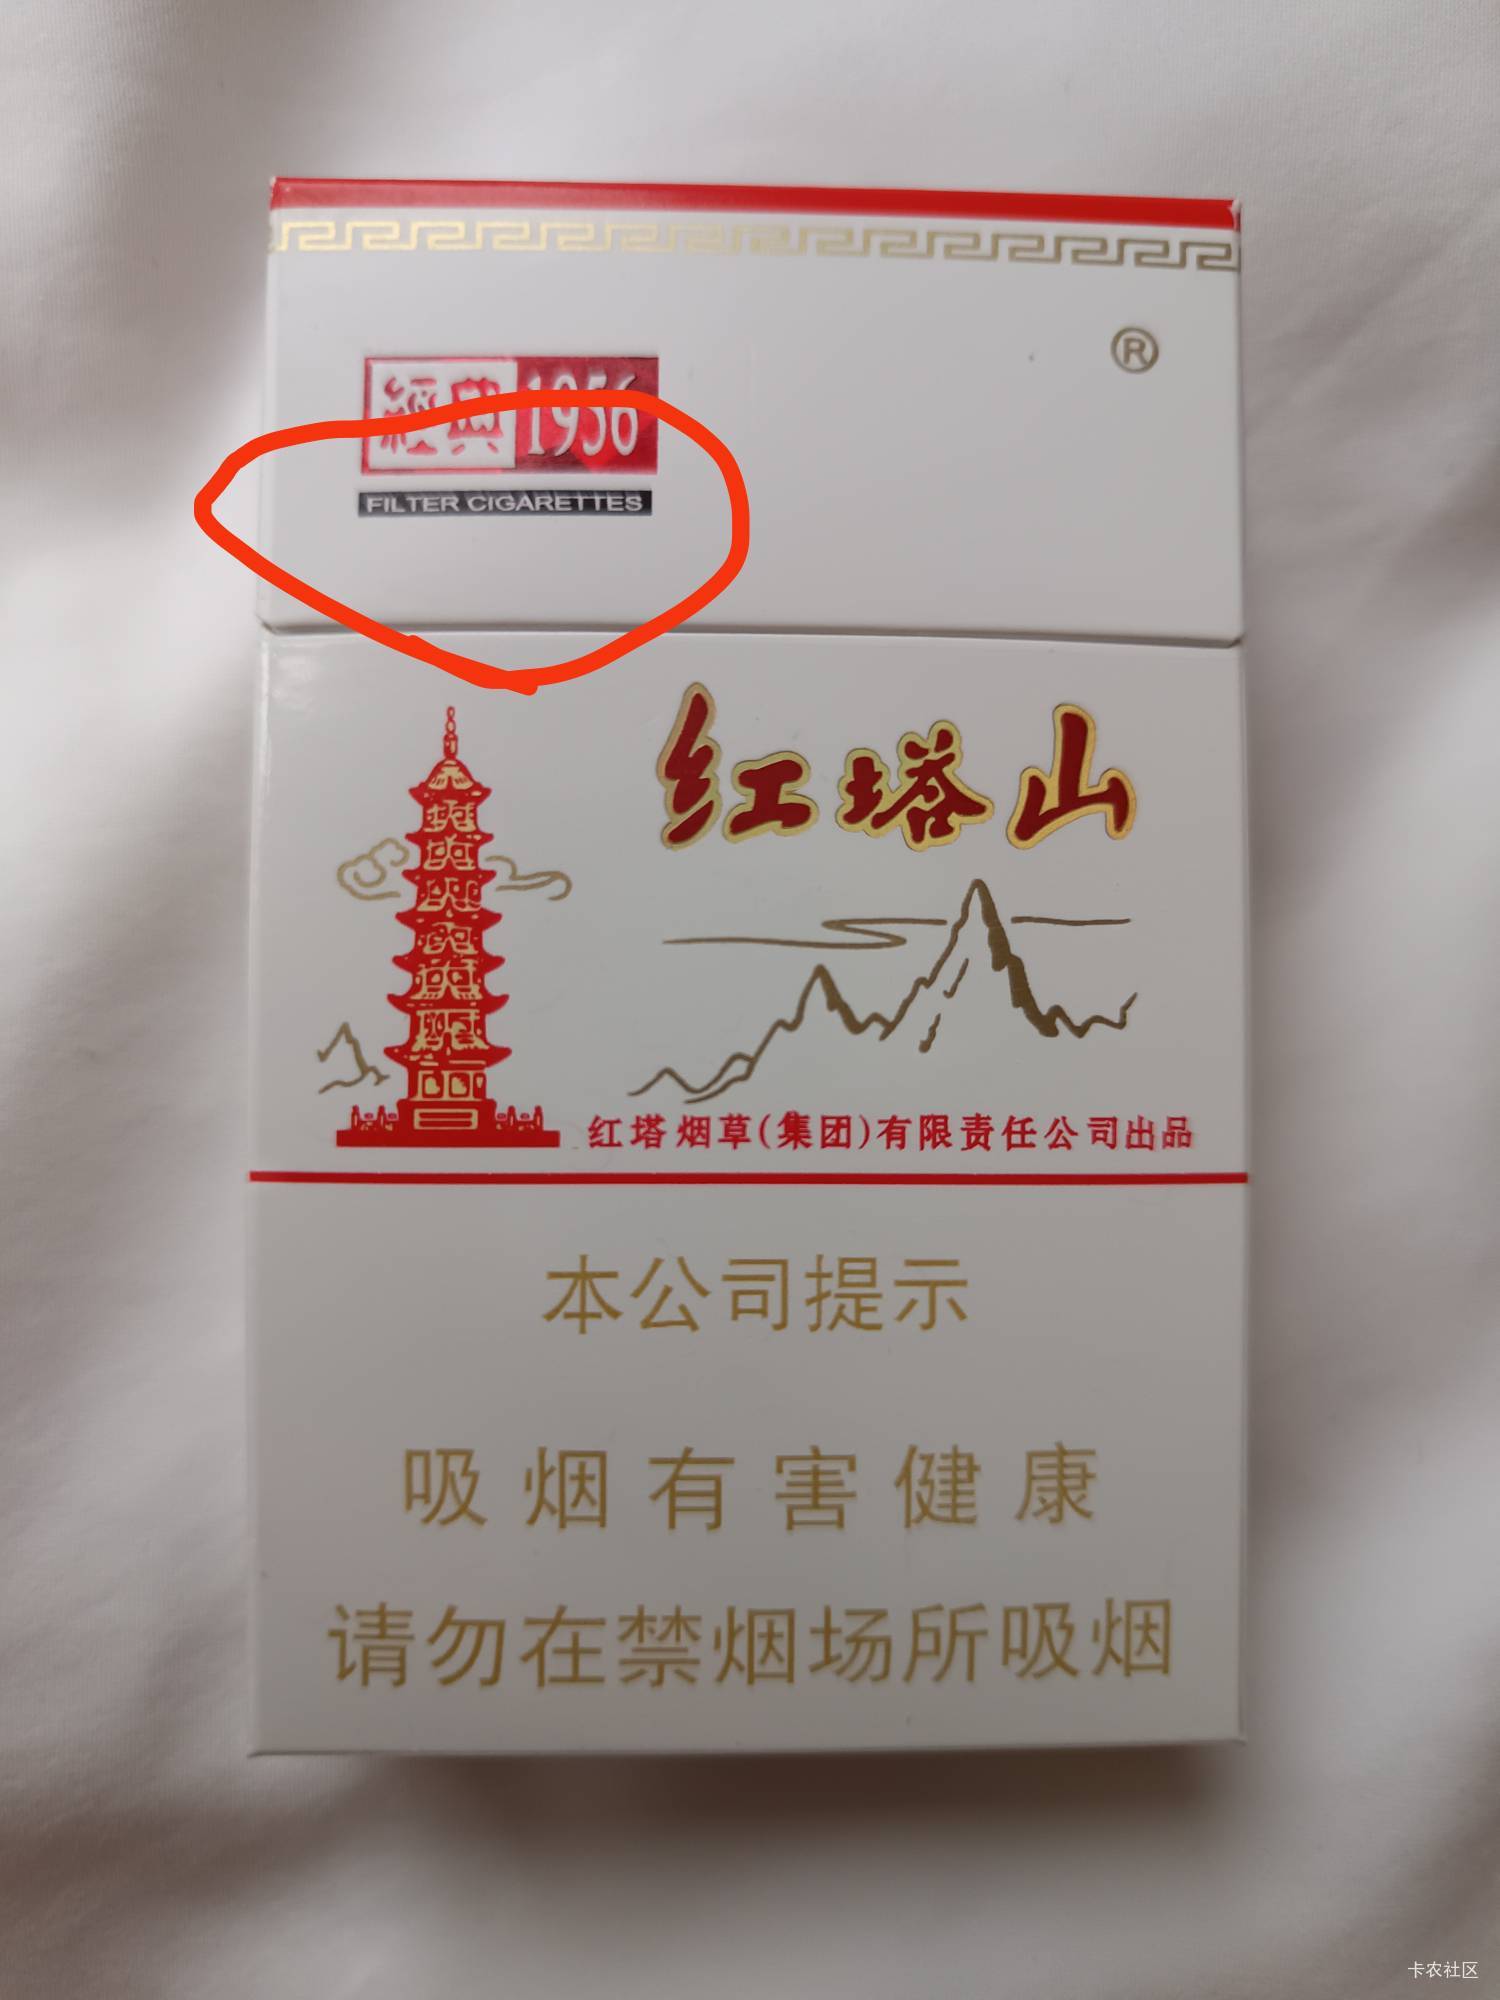 經典1956
FILTER CIGARETTES
®
红塔山
红塔烟草(集团)有限责任公司出品
本公司提示
吸烟有害健康
请勿在禁烟场所吸烟
卡农社区